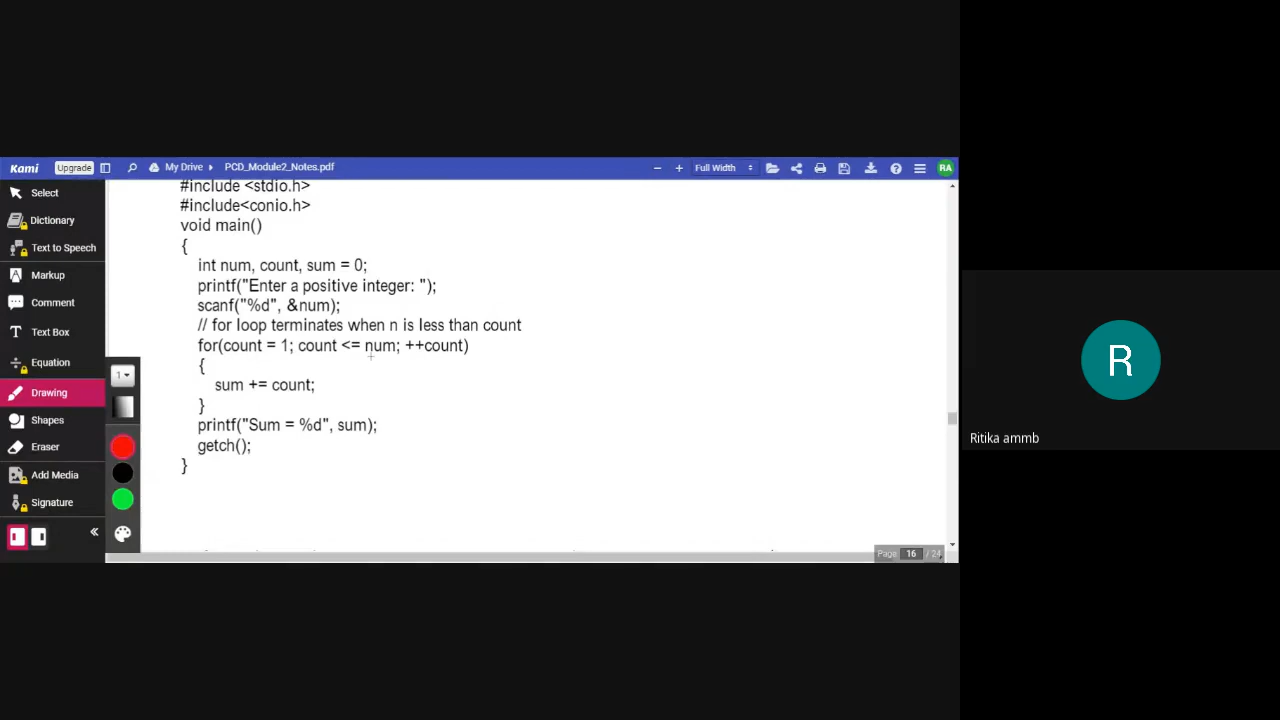 Kami
Upgrade
My Drive
PCD_Module2_Notes.pdf
Full Width
RA
Select
Dictionary
Text to Speech
Markup
Comment
Text Box
Equation
Drawing
Shapes
Eraser
Add Media
Signature
1
#include <stdio.h>
#include<conio.h>
void main()
{
int num, count, sum = 0;
printf("Enter a positive integer: ");
scanf("%d", &num);
// for loop terminates when n is less than count
for(count = 1; count <= num; ++count)
{
sum += count;
}
printf("Sum = %d", sum);
getch();
}
Page 16 / 24
R
Ritika ammb